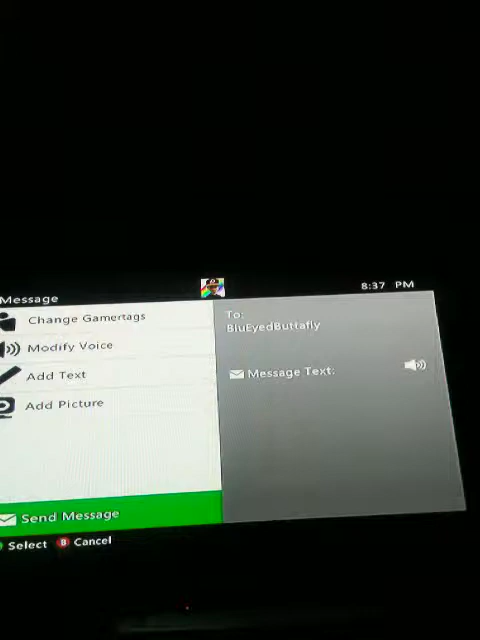 Message
8:37 PM
Change Gamertags
Modify Voice
Add Text
Add Picture
Send Message
To:
BluEyedButtafly
Message Text:
Select B Cancel